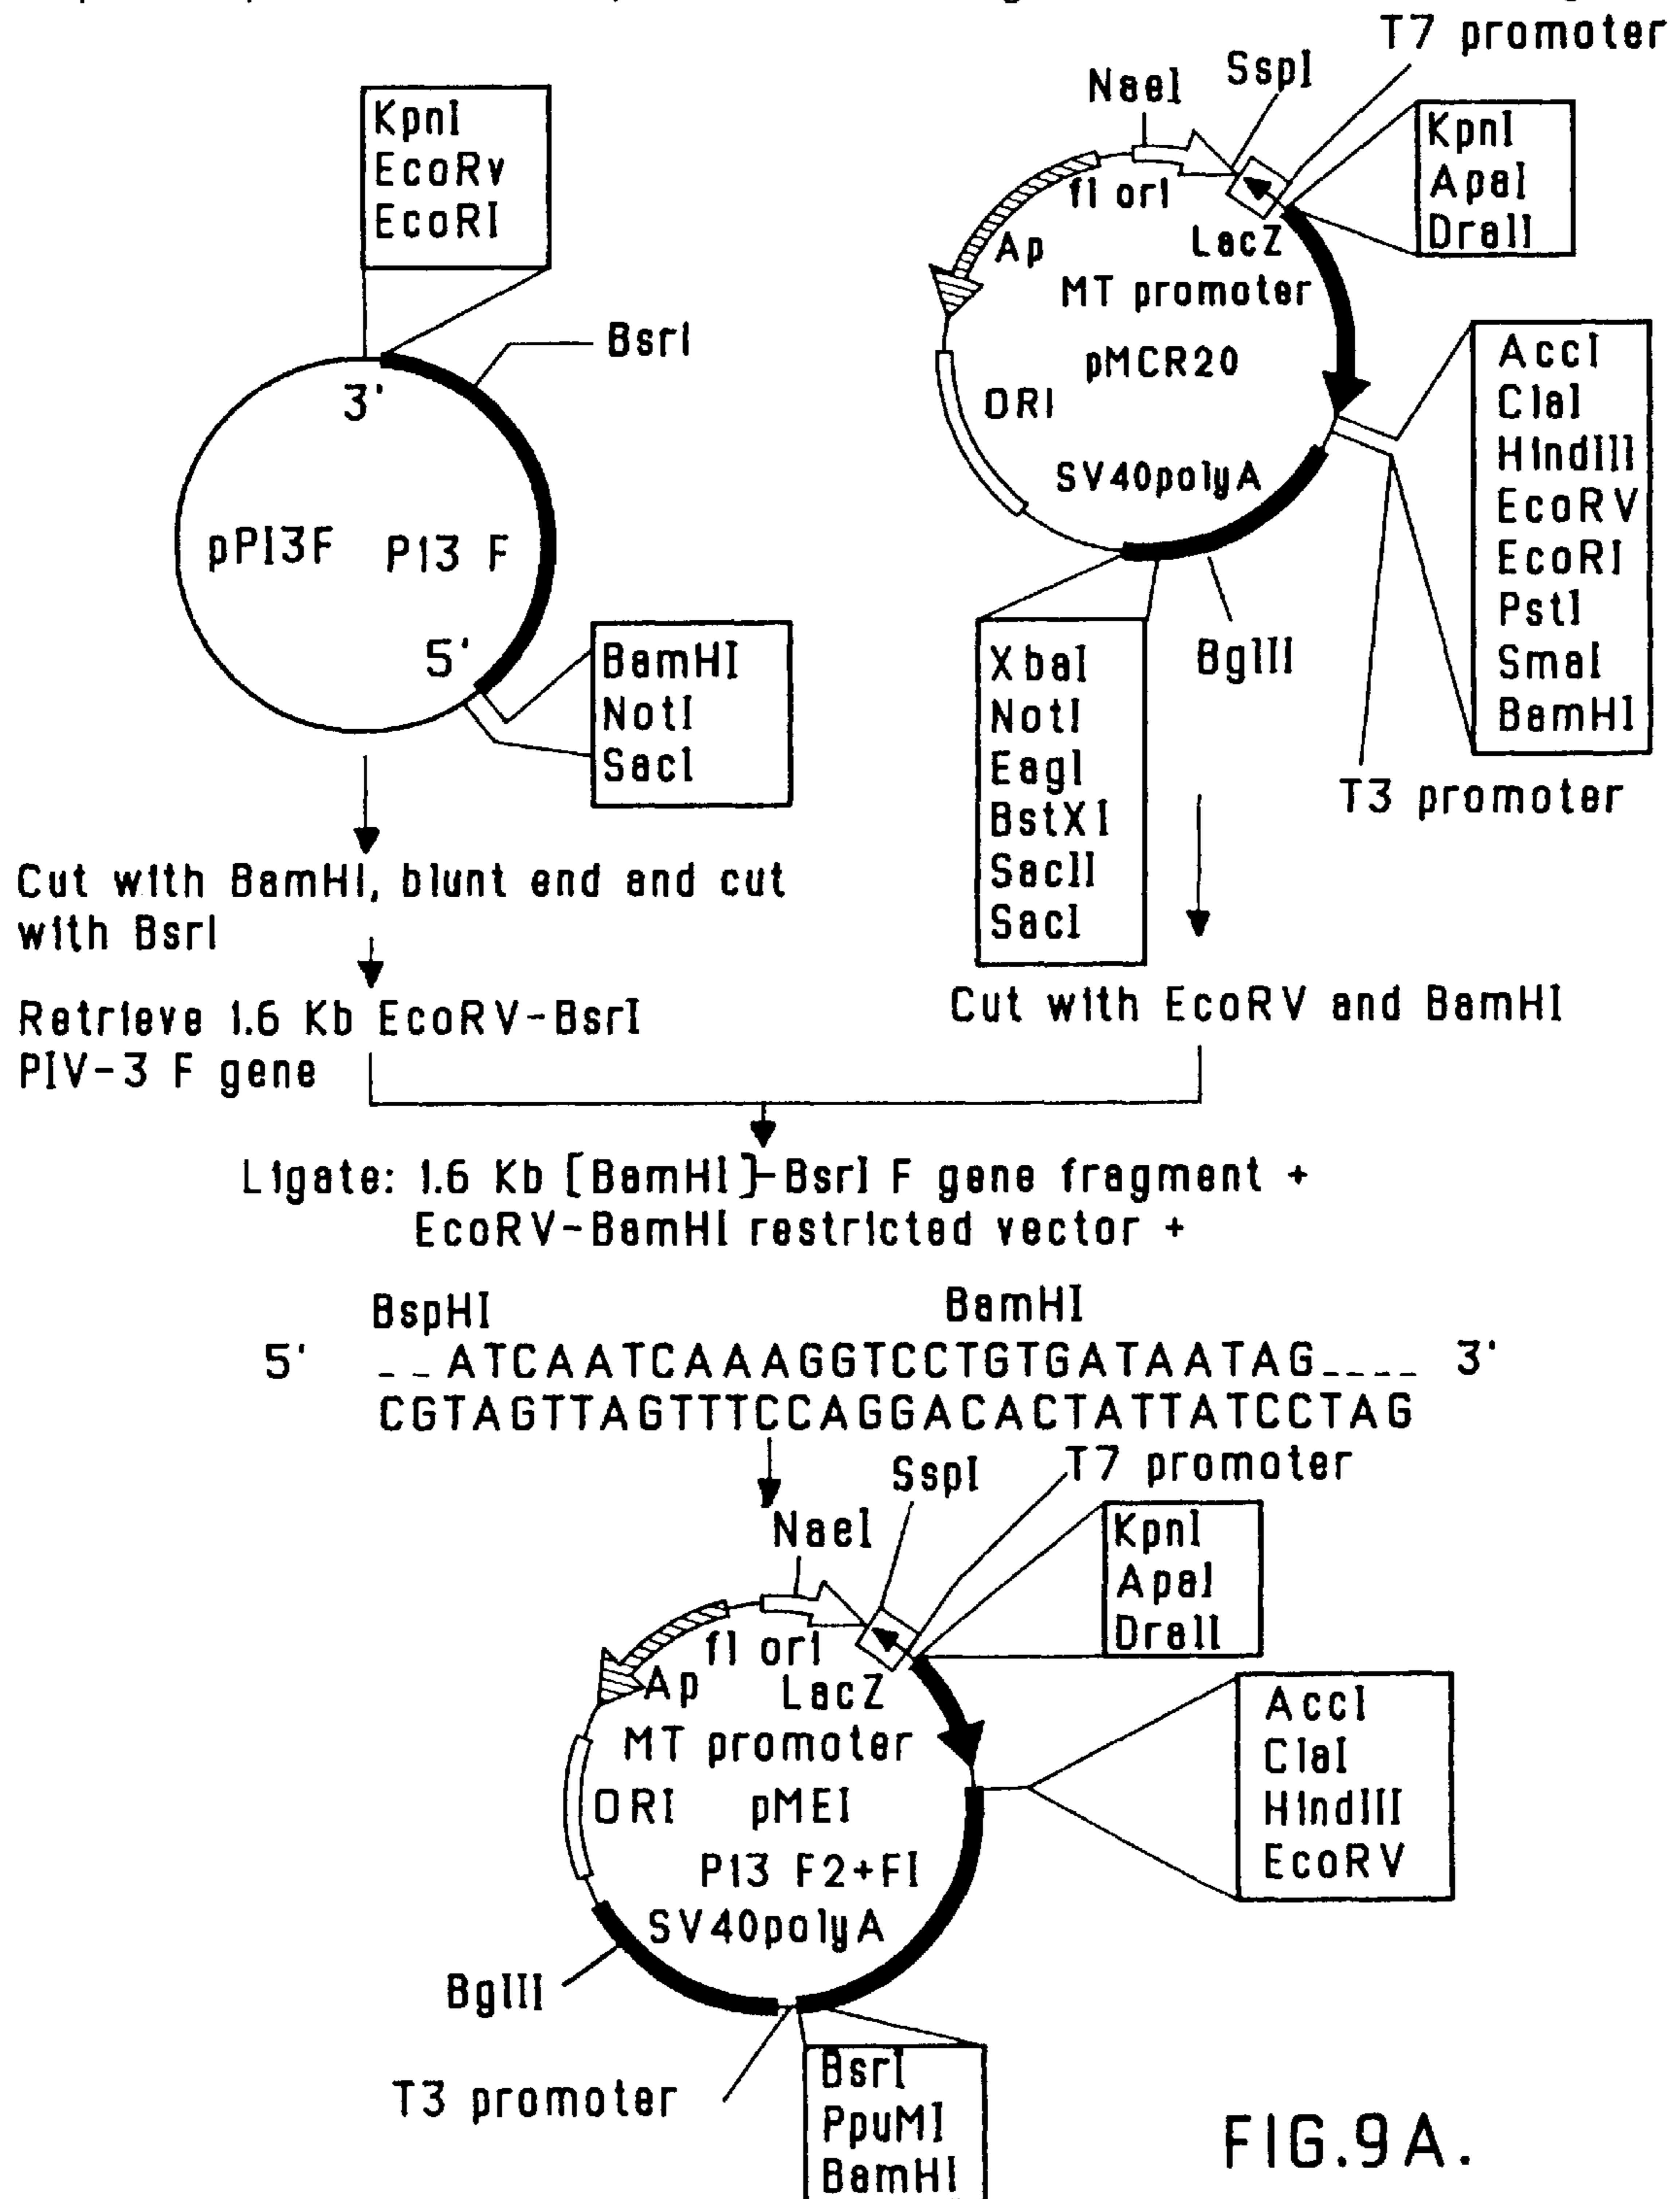 T7 promoter
SspI
NaeI
KpnI
EcoRv
EcoRI
KpnI
ApaI
DraII
f1 ori
Ap
LacZ
MT promoter
BsrI
3'
pMCR20
ORI
AccI
ClaI
HindIII
EcoRV
EcoRI
PstI
SmaI
BamHI
SV40polyA
pPI3F
P13 F
5'
BamHI
NotI
SacI
XbaI
NotI
EagI
BstXI
SacII
SacI
BglII
T3 promoter
Cut with BamHI, blunt end and cut
with BsrI
Retrieve 1.6 Kb EcoRV-BsrI
PIV-3 F gene
Cut with EcoRV and BamHI
Ligate: 1.6 Kb [BamHI]-BsrI F gene fragment +
EcoRV-BamHI restricted vector +
BspHI BamHI
5' _ _ ATCAATCAAAGGTCCTGTGATAATAG_ _ _ _ 3'
CGTAGTTAGTTTCCAGGACACTATTATCCTAG
SspI
T7 promoter
NaeI
KpnI
ApaI
DraII
f1 ori
Ap
LacZ
MT promoter
ORI
pMEI
AccI
ClaI
HindIII
EcoRV
P13 F2+FI
SV40polyA
BglII
T3 promoter
BsrI
PpuMI
BamHI
FIG.9A.